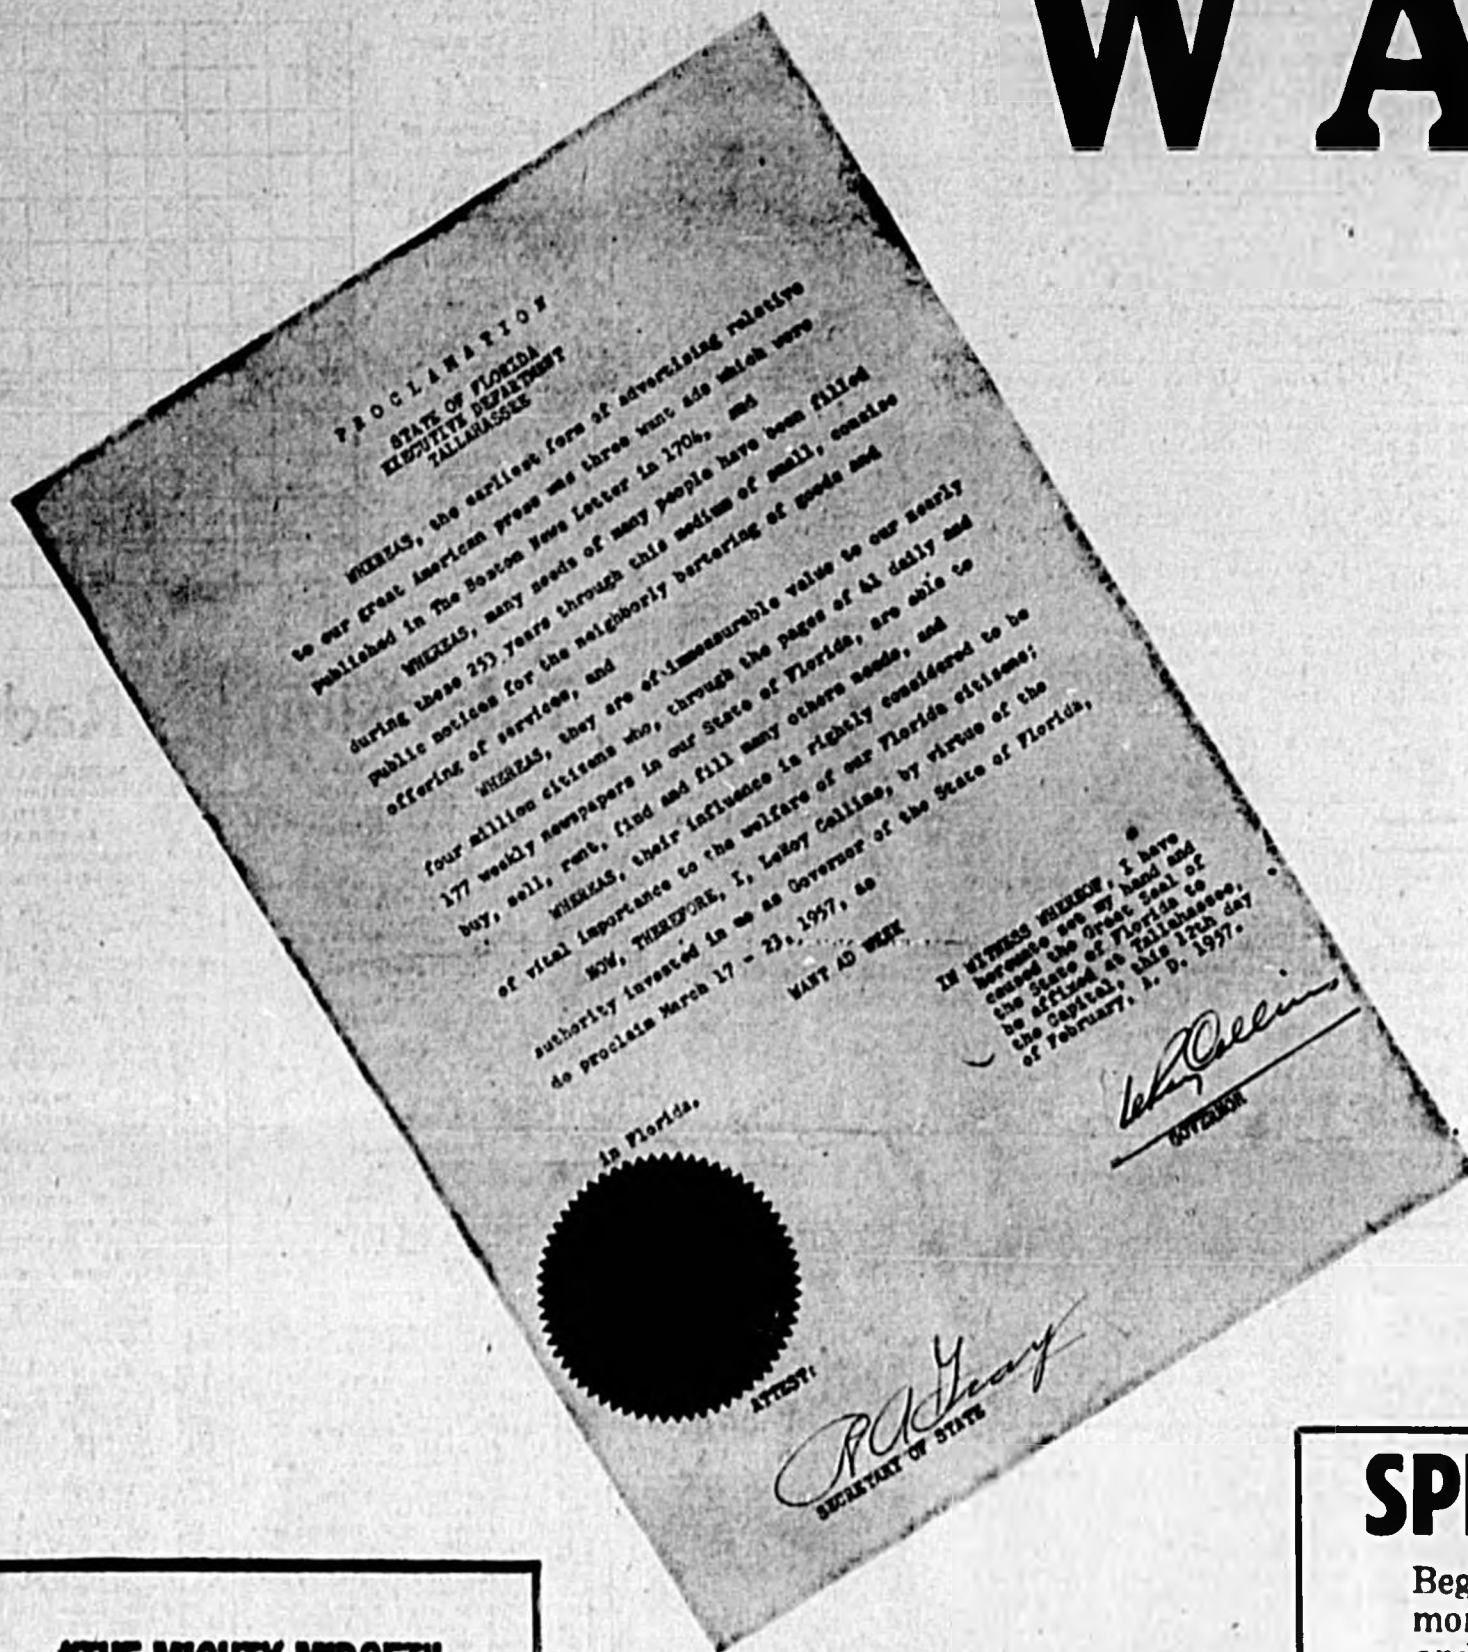 WA
PROCLAMATION
STATE OF FLORIDA
EXECUTIVE DEPARTMENT
TALLAHASSEE
WHEREAS, the earliest form of advertising relative
to our great American press was three want ads which were
published in The Boston News Letter in 1704, and
WHEREAS, many needs of many people have been filled
during these 253 years through this medium of small, concise
public notices for the neighborly bartering of goods and
offering of services, and
WHEREAS, they are of immeasurable value to our nearly
four million citizens who, through the pages of 41 daily and
177 weekly newspapers in our State of Florida, are able to
buy, sell, rent, find and fill many others needs, and
WHEREAS, their influence is rightly considered to be
of vital importance to the welfare of our Florida citizens;
NOW, THEREFORE, I, LeRoy Collins, by virtue of the
authority invested in me as Governor of the State of Florida,
do proclaim March 17 - 23, 1957, as
WANT AD WEEK
in Florida.
IN WITNESS WHEREOF, I have
hereunto set my hand and
caused the Great Seal of
the State of Florida to
be affixed at Tallahassee,
the Capital, this 12th day
of February, A. D. 1957.
LeRoy Collins
GOVERNOR
ATTEST:
R A Gray
SECRETARY OF STATE
"THE MIGHTY MIDGET"
SP
Beg
mor